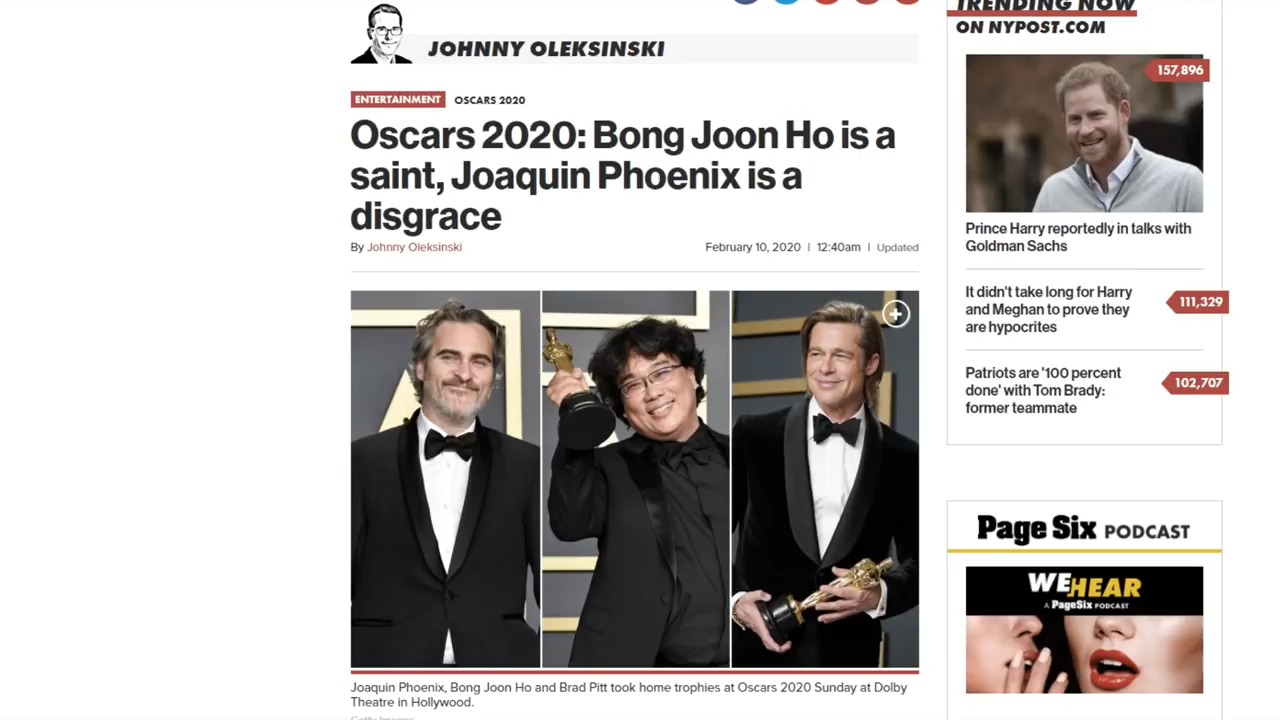 JOHNNY OLEKSINSKI
ENTERTAINMENT OSCARS 2020
Oscars 2020: Bong Joon Ho is a
saint, Joaquin Phoenix is a
disgrace
By Johnny Oleksinski February 10, 2020 | 12:40am | Updated
Joaquin Phoenix, Bong Joon Ho and Brad Pitt took home trophies at Oscars 2020 Sunday at Dolby
Theatre in Hollywood.
Getty Images
TRENDING NOW
ON NYPOST.COM
157,896
Prince Harry reportedly in talks with
Goldman Sachs
It didn't take long for Harry
and Meghan to prove they
are hypocrites
111,329
Patriots are '100 percent
done' with Tom Brady:
former teammate
102,707
Page Six PODCAST
WE HEAR
A PageSix PODCAST